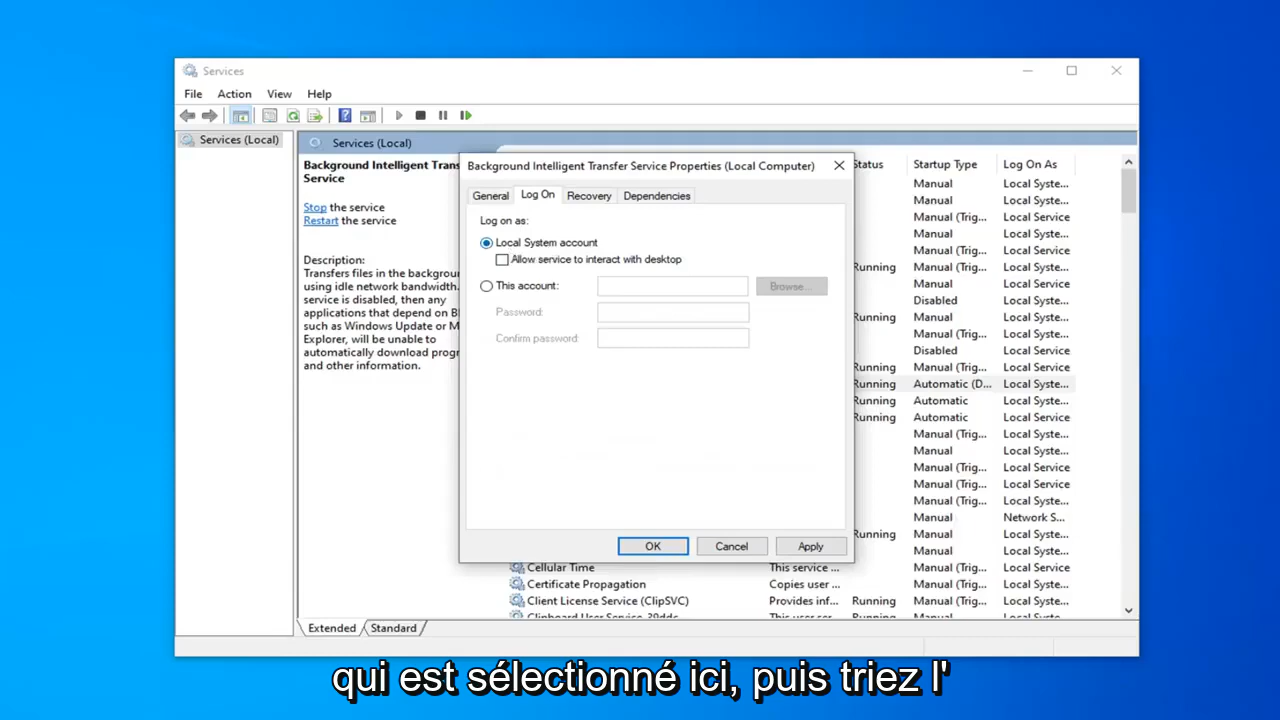 Services
File Action View Help
Services (Local)
Services (Local)
Background Intelligent Trans
Service
Stop the service
Restart the service
Description:
Transfers files in the backgroun
using idle network bandwidth.
service is disabled, then any
applications that depend on B
such as Windows Update or M
Explorer, will be unable to
automatically download progr
and other information.
Background Intelligent Transfer Service Properties (Local Computer)
General Log On Recovery Dependencies
Log on as:
Local System account
Allow service to interact with desktop
This account:
Browse...
Password:
Confirm password:
OK Cancel Apply
Status Startup Type Log On As
Manual Local Syste...
Manual Local Syste...
Manual (Trig... Local Service
Manual Local Syste...
Manual (Trig... Local Service
Running Manual (Trig... Local Syste...
Manual Local Service
Disabled Local Syste...
Running Manual (Trig... Local Syste...
Manual (Trig... Local Syste...
Disabled Local Service
Manual (Trig... Local Service
Running Automatic (D... Local Syste...
Running Automatic Local Syste...
Running Automatic Local Service
Manual (Trig... Local Syste...
Manual Local Syste...
Manual (Trig... Local Service
Manual (Trig... Local Syste...
Manual (Trig... Local Syste...
Manual Network S...
Running Manual (Trig... Local Syste...
Manual Local Syste...
Cellular Time This service ... Manual (Trig... Local Service
Certificate Propagation Copies user ... Manual (Trig... Local Syste...
Client License Service (ClipSVC) Provides inf... Running Manual (Trig... Local Syste...
Extended Standard
qui est sélectionné ici, puis triez l'